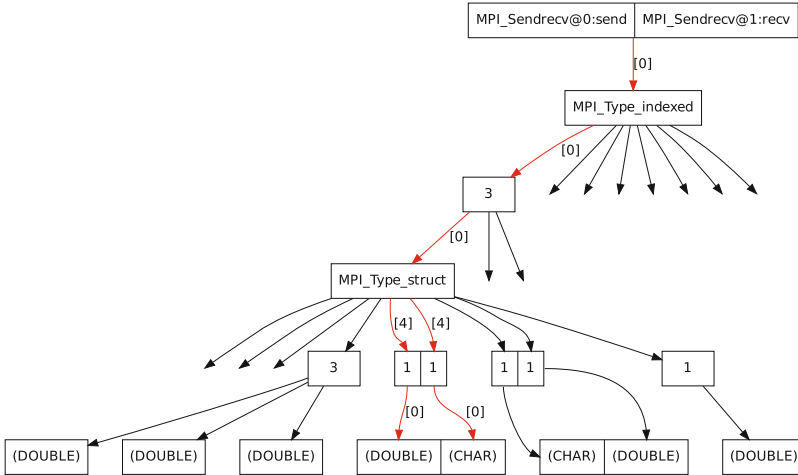 MPI_Sendrecv@0:send MPI_Sendrecv@1:recv
[0]
MPI_Type_indexed
[0]
3
[0]
MPI_Type_struct
[4] [4]
3 1 1 1 1 1
[0] [0]
(DOUBLE) (DOUBLE) (DOUBLE) (DOUBLE) (CHAR) (CHAR) (DOUBLE) (DOUBLE)